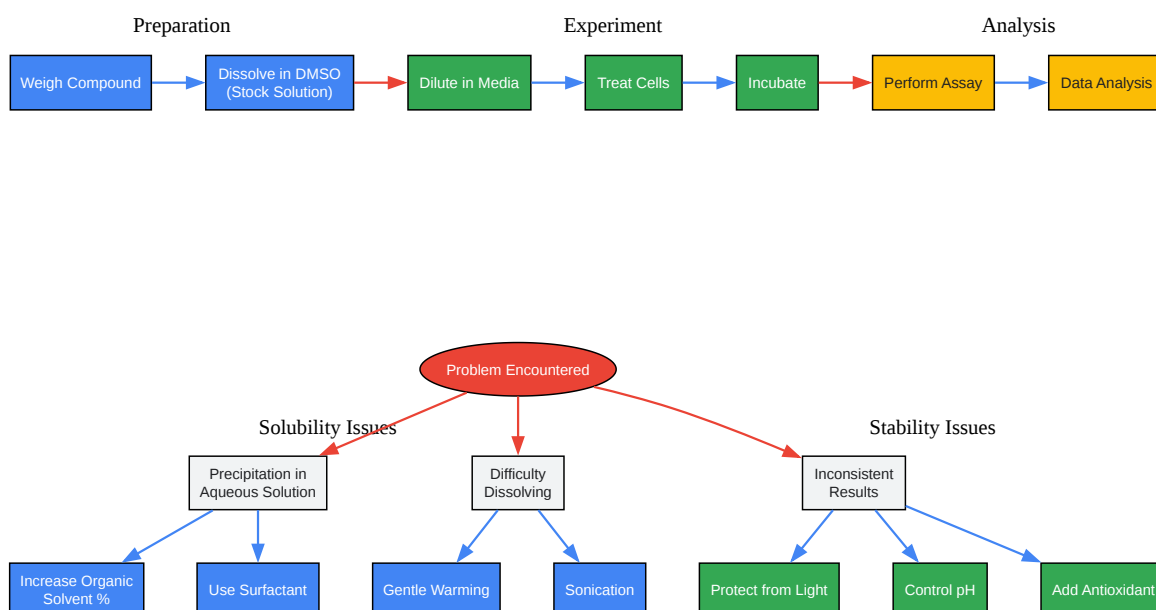 Preparation
Experiment
Analysis
Weigh Compound
Dissolve in DMSO
(Stock Solution)
Dilute in Media
Treat Cells
Incubate
Perform Assay
Data Analysis
Problem Encountered
Solubility Issues
Stability Issues
Precipitation in
Aqueous Solution
Difficulty
Dissolving
Inconsistent
Results
Increase Organic
Solvent %
Use Surfactant
Gentle Warming
Sonication
Protect from Light
Control pH
Add Antioxidant